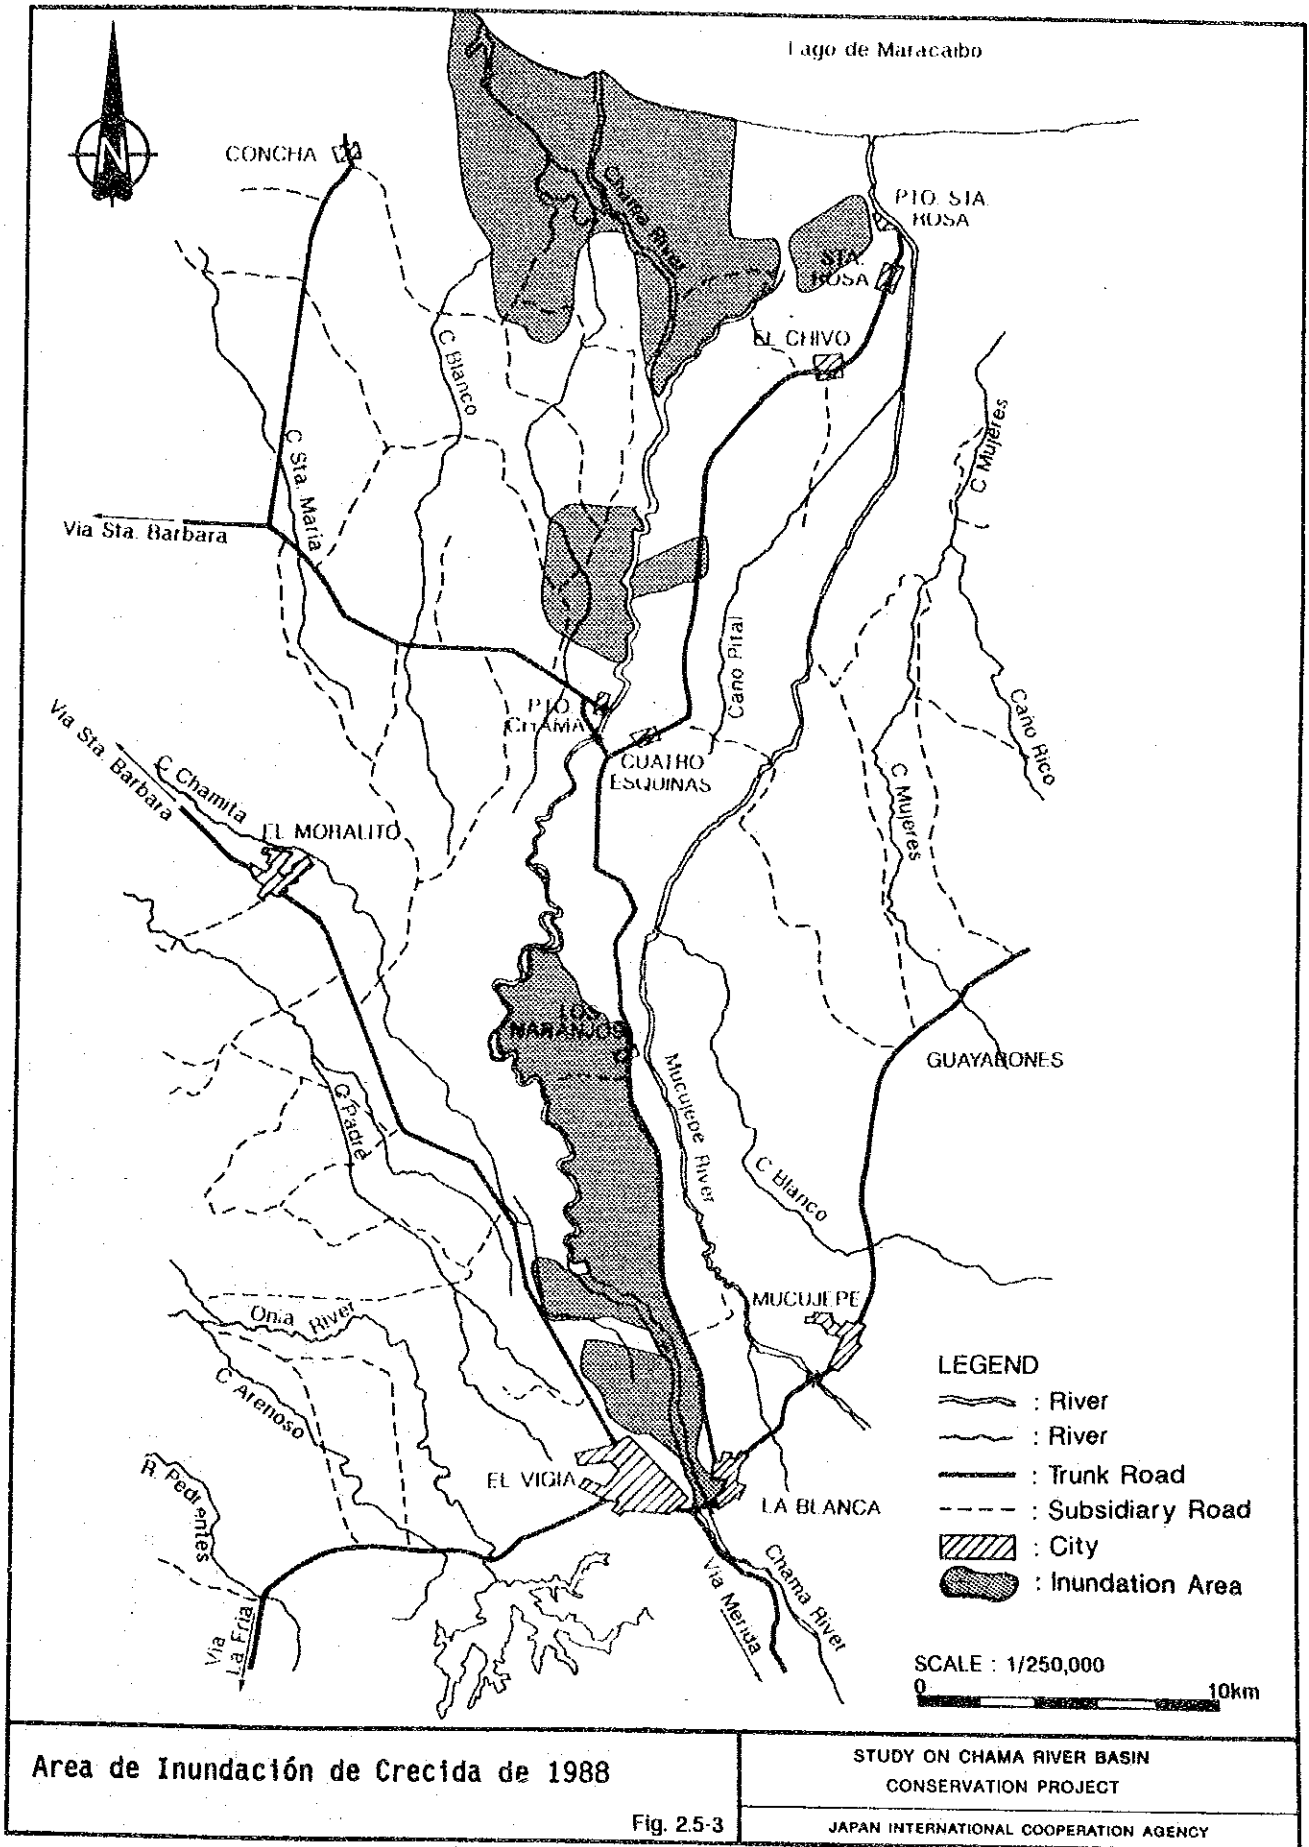 Lago de Maracaibo
N
CONCHA
PTO. STA.
ROSA
STA.
ROSA
Chama River
EL CHIVO
C Blanco
C Mujeres
C Sta. Maria
Via Sta. Barbara
Caño Pital
Caño Rico
PTO.
CHAMA
CUATRO
ESQUINAS
Via Sta. Barbara
C Chamita
EL MORALITO
C Mujeres
LOS
NARANJOS
GUAYABONES
Mucujepe River
C Padre
C Blanco
MUCUJEPE
Onia River
C Arenoso
R. Pedrentes
EL VIGIA
LA BLANCA
Via Merida
Chama River
Via
La Fria
LEGEND
: River
: River
: Trunk Road
: Subsidiary Road
: City
: Inundation Area
SCALE : 1/250,000
0 10km
Area de Inundación de Crecida de 1988
Fig. 2.5-3
STUDY ON CHAMA RIVER BASIN
CONSERVATION PROJECT
JAPAN INTERNATIONAL COOPERATION AGENCY